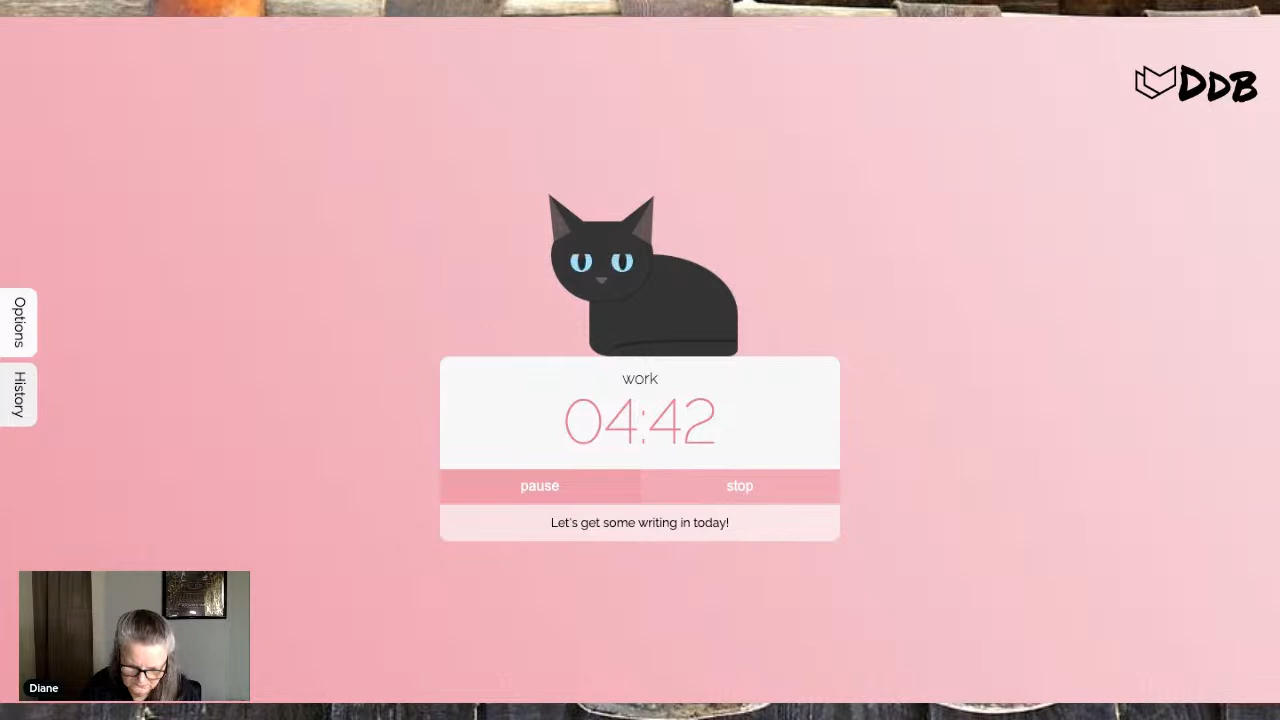 DDB
Options
History
work
04:42
pause stop
Let's get some writing in today!
Diane